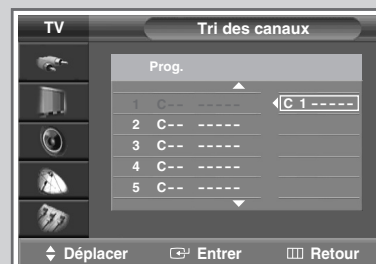 TV Tri des canaux
Prog.
1 C-- ----- C 1 -----
2 C-- -----
3 C-- -----
4 C-- -----
5 C-- -----
Déplacer Entrer Retour